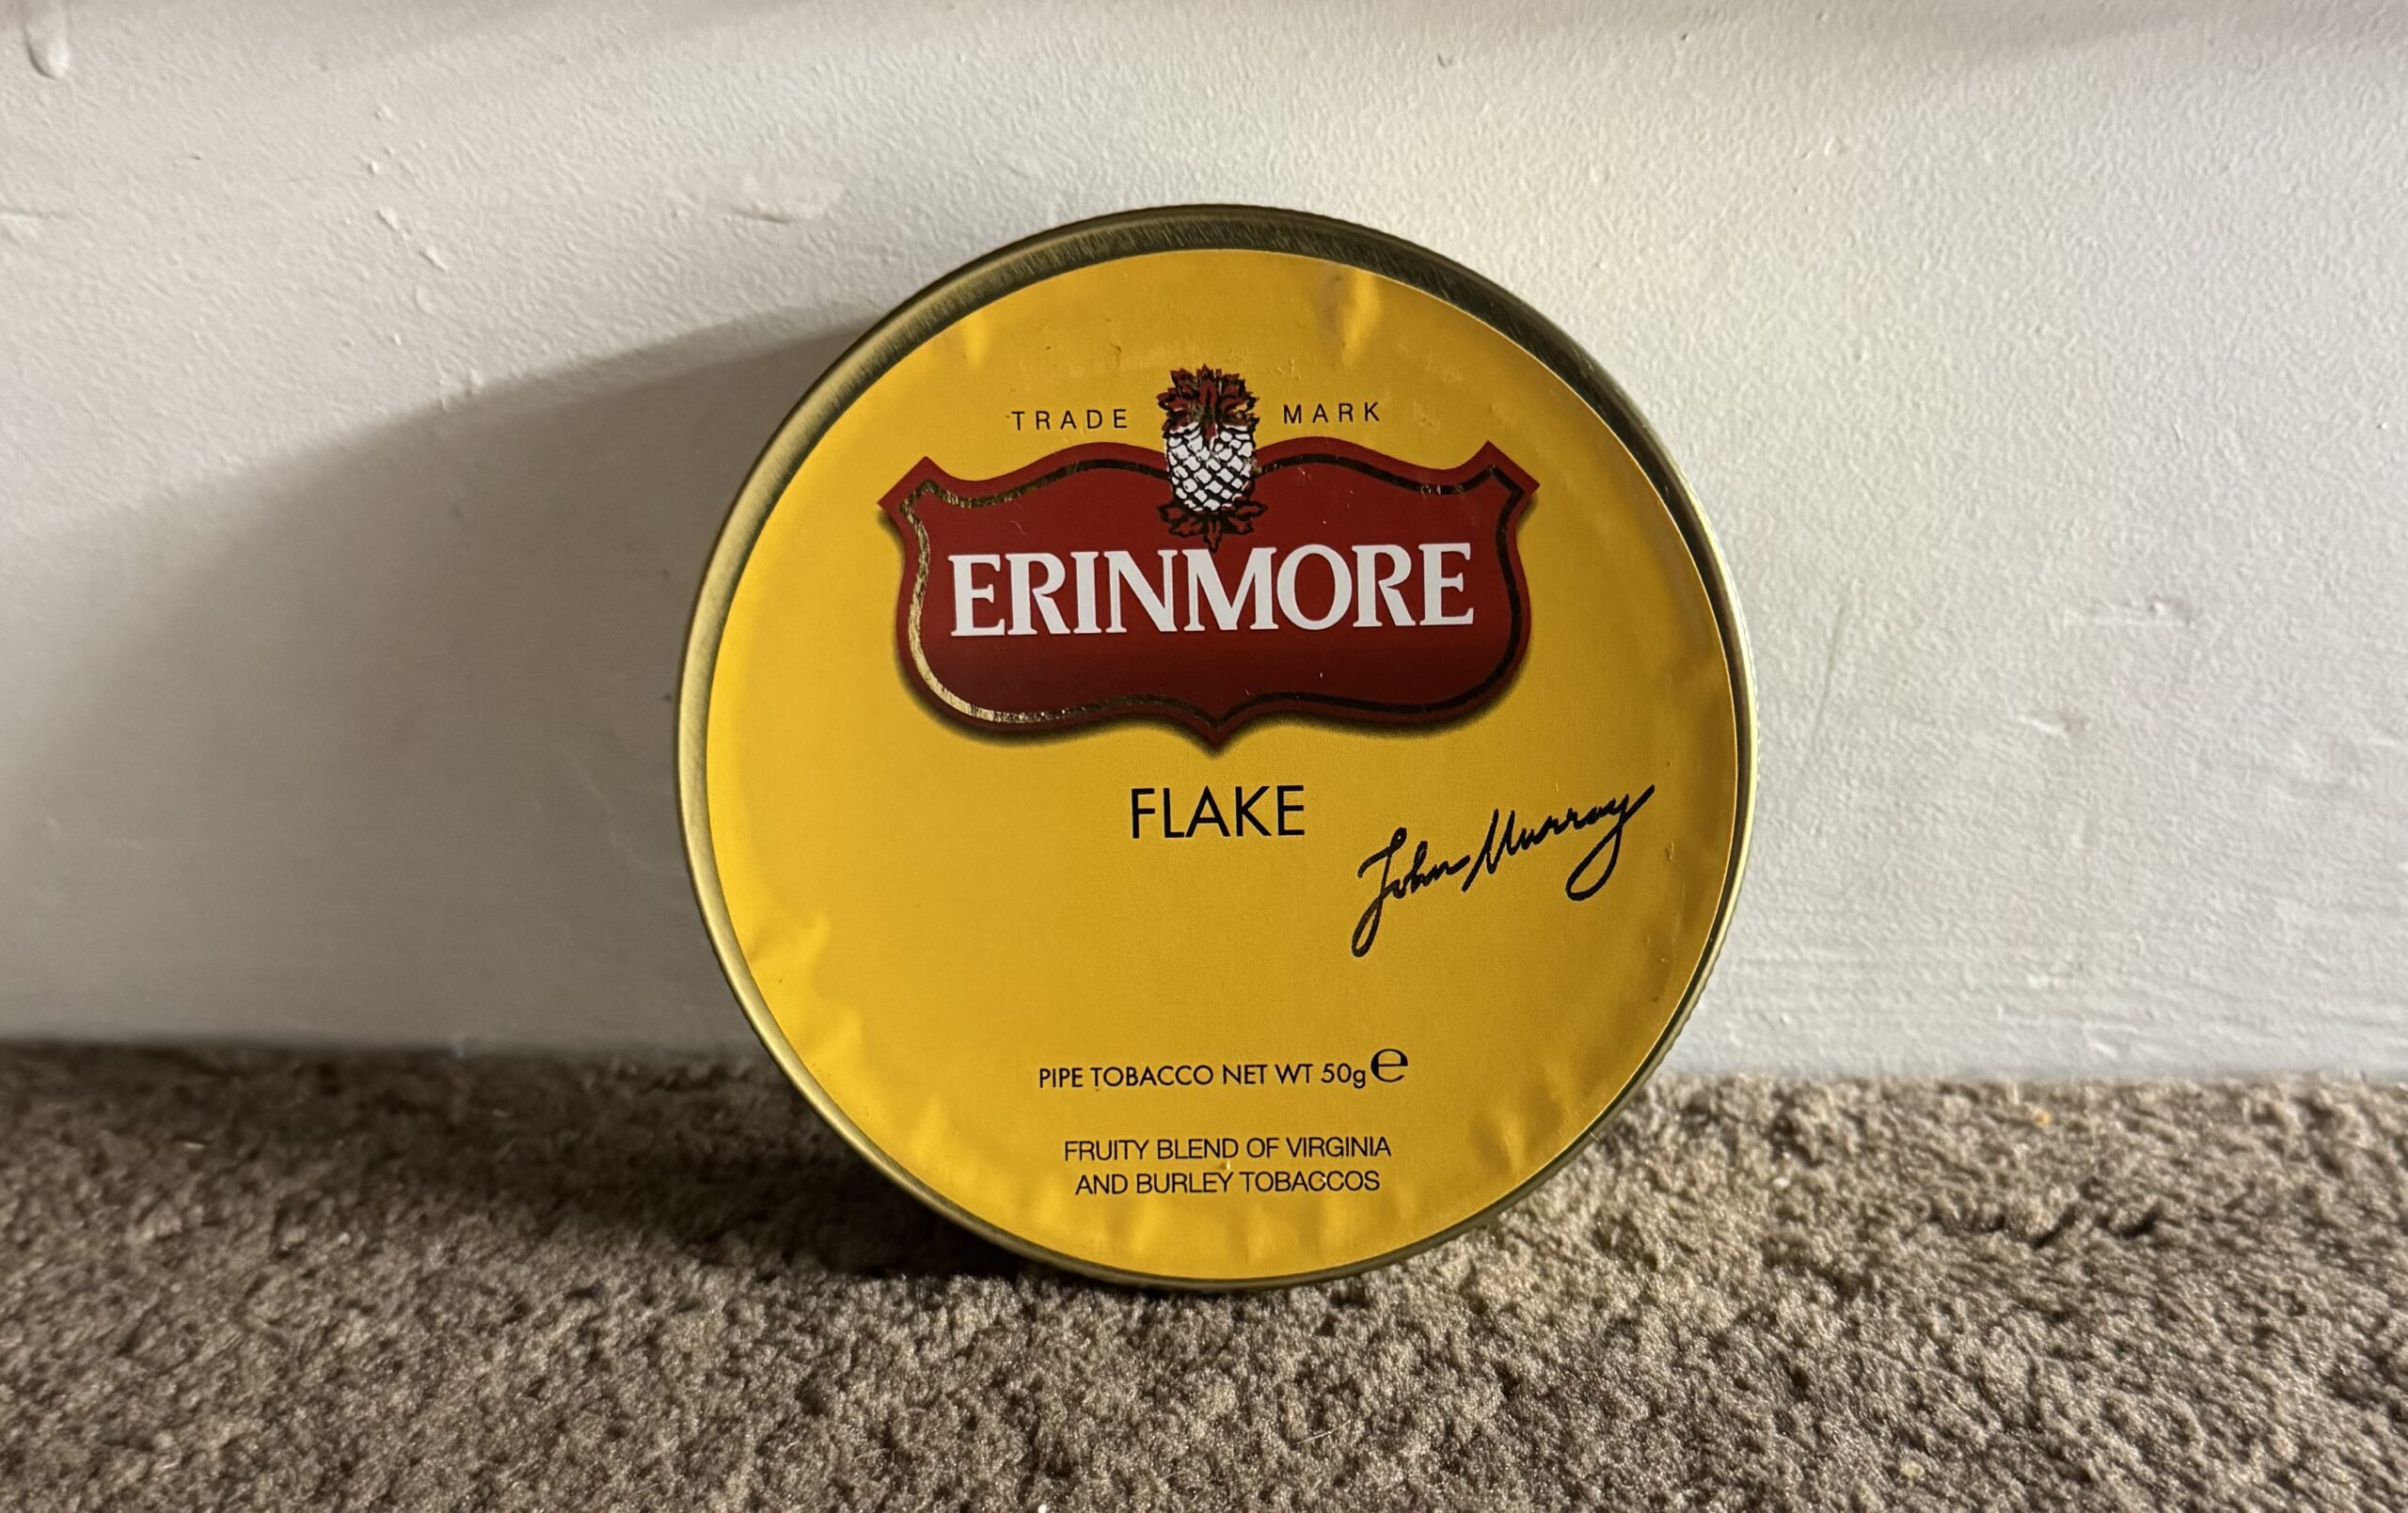 TRADE MARK
ERINMORE
FLAKE
John Murray
PIPE TOBACCO NET WT 50g ℮
FRUITY BLEND OF VIRGINIA
AND BURLEY TOBACCOS